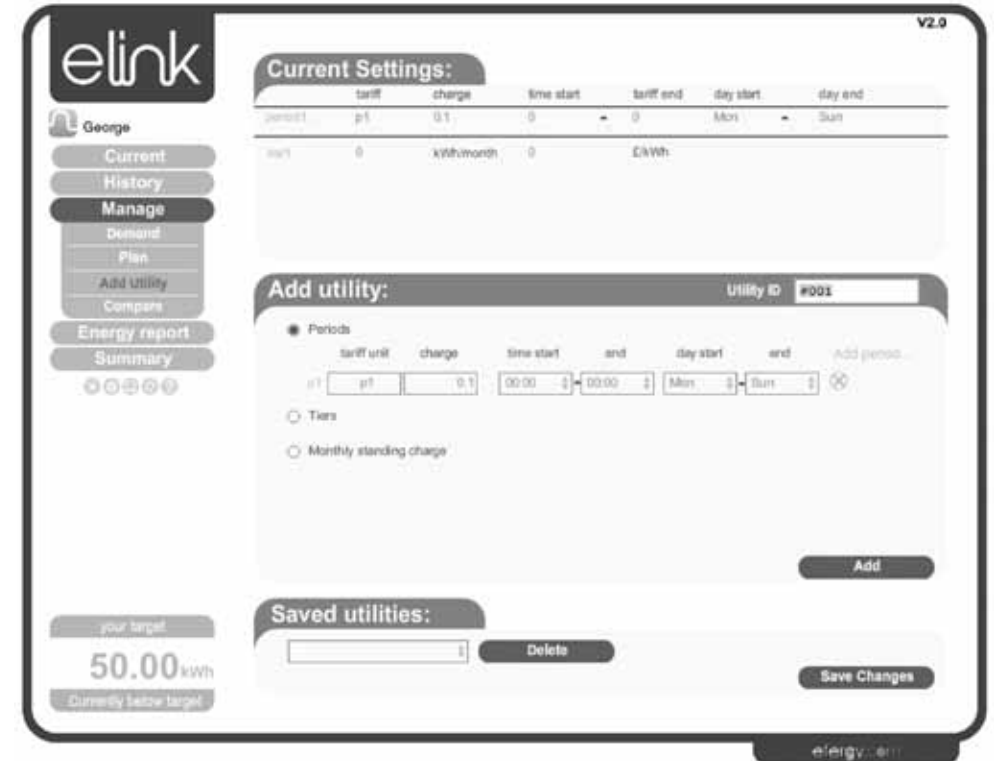 V2.0
elink
George
Current
History
Manage
Demand
Plan
Add Utility
Compare
Energy report
Summary
your target
50.00 kWh
Currently below target
Current Settings:
tariff charge time start tariff end day start day end
period1 p1 0.1 0 - 0 Mon - Sun
0 kWh/month 0 £/kWh
Add utility: Utility ID #001
Periods
tariff unit charge time start end day start end Add period...
p1 p1 0.1 00:00 - 00:00 Mon - Sun
Tiers
Monthly standing charge
Add
Saved utilities:
Delete
Save Changes
efergy.com